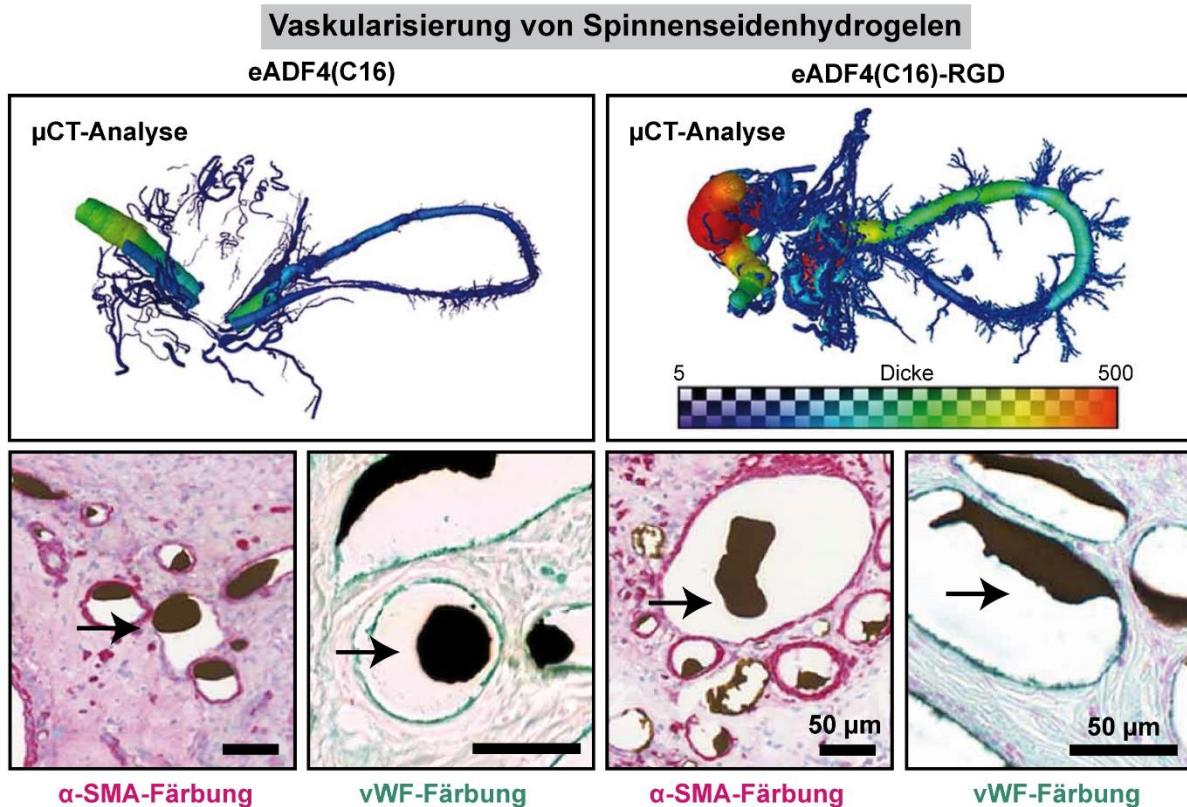 Vaskularisierung von Spinnenseidenhydrogelen
eADF4(C16)
eADF4(C16)-RGD
µCT-Analyse
µCT-Analyse
5 Dicke 500
50 µm
50 µm
α-SMA-Färbung
vWF-Färbung
α-SMA-Färbung
vWF-Färbung